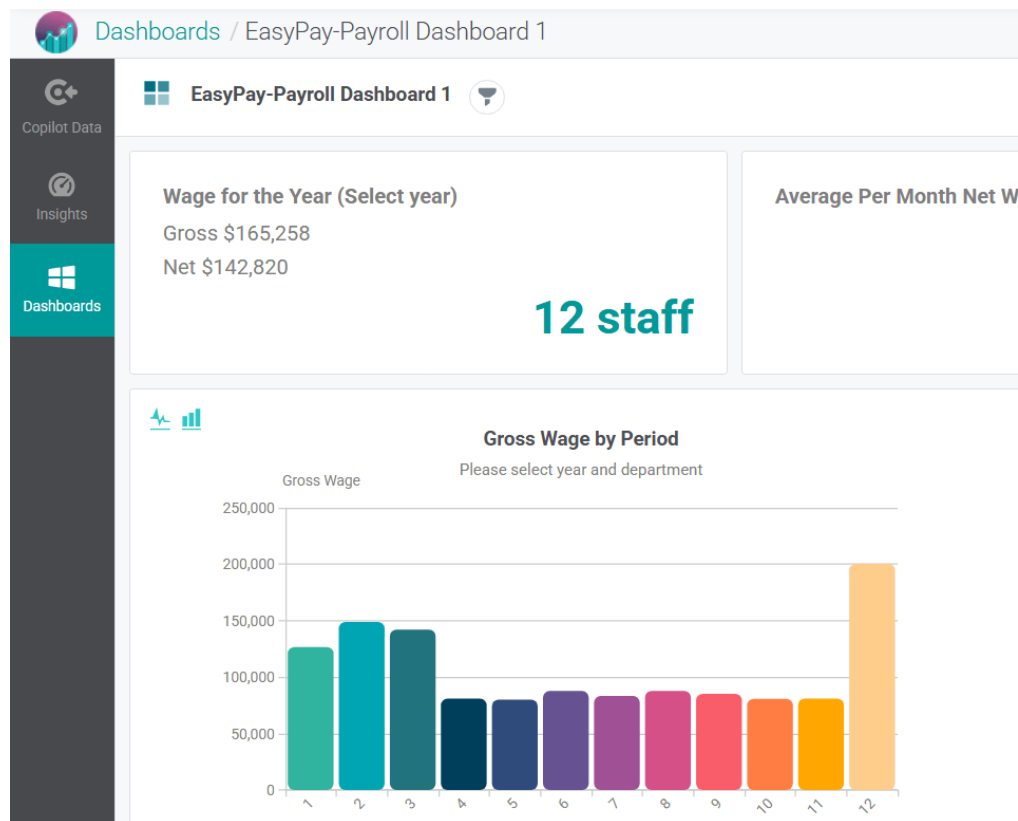 Dashboards / EasyPay-Payroll Dashboard 1
Copilot Data
Insights
Dashboards
EasyPay-Payroll Dashboard 1
Wage for the Year (Select year)
Gross $165,258
Net $142,820
12 staff
Average Per Month Net W
Gross Wage by Period
Please select year and department
Gross Wage
250,000
200,000
150,000
100,000
50,000
0
1 2 3 4 5 6 7 8 9 10 11 12